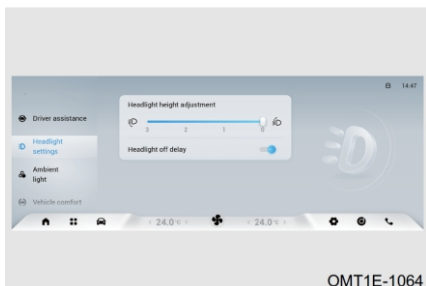 14:47
Headlight height adjustment
Driver assistance
3 2 1 0
Headlight
settings
Headlight off delay
Ambient
light
Vehicle comfort
24.0°C
24.0°C
OMT1E-1064